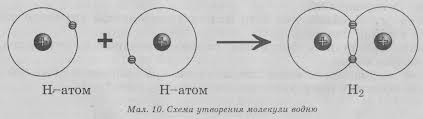 + + + + +
H–атом H–атом H₂
Мал. 10. Схема утворення молекули водню